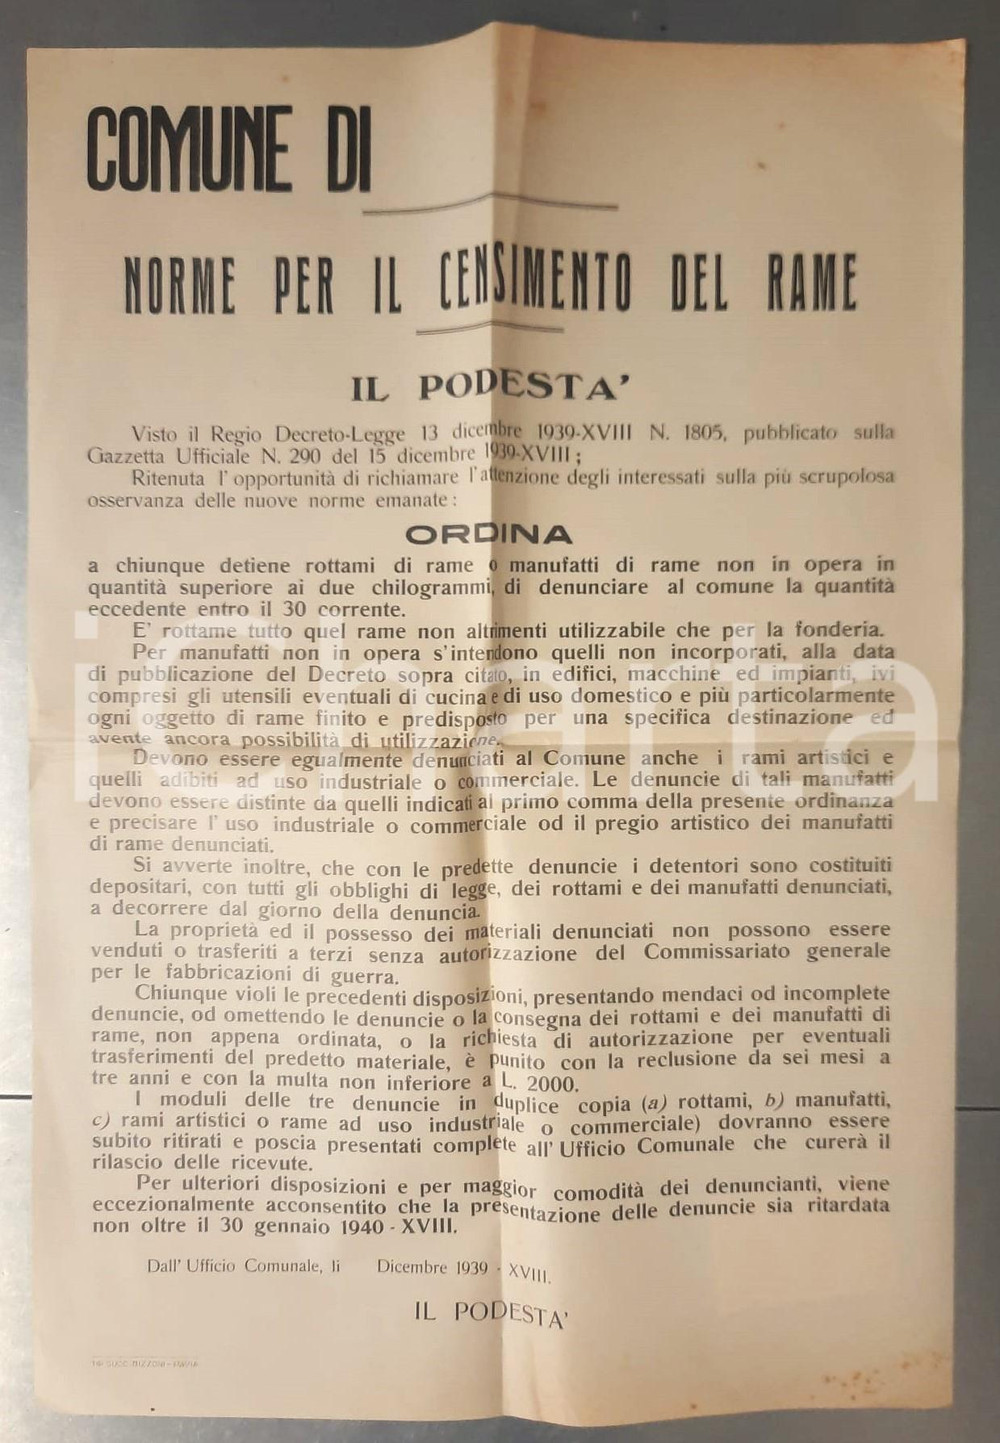 COMUNE DI
NORME PER IL CENSIMENTO DEL RAME
IL PODESTA'
Visto il Regio Decreto-Legge 13 dicembre 1939-XVIII N. 1805, pubblicato sulla
Gazzetta Ufficiale N. 290 del 15 dicembre 1939-XVIII;
Ritenuta l'opportunità di richiamare l'attenzione degli interessati sulla più scrupolosa
osservanza delle nuove norme emanate:
ORDINA
a chiunque detiene rottami di rame o manufatti di rame non in opera in
quantità superiore ai due chilogrammi, di denunciare al comune la quantità
eccedente entro il 30 corrente.
E' rottame tutto quel rame non altrimenti utilizzabile che per la fonderia.
Per manufatti non in opera s'intendono quelli non incorporati, alla data
di pubblicazione del Decreto sopra citato, in edifici, macchine ed impianti, ivi
compresi gli utensili eventuali di cucina e di uso domestico e più particolarmente
ogni oggetto di rame finito e predisposto per una specifica destinazione ed
avente ancora possibilità di utilizzazione.
Devono essere egualmente denunciati al Comune anche i rami artistici e
quelli adibiti ad uso industriale o commerciale. Le denuncie di tali manufatti
devono essere distinte da quelli indicati al primo comma della presente ordinanza
e precisare l'uso industriale o commerciale od il pregio artistico dei manufatti
di rame denunciati.
Si avverte inoltre, che con le predette denuncie i detentori sono costituiti
depositari, con tutti gli obblighi di legge, dei rottami e dei manufatti denunciati,
a decorrere dal giorno della denuncia.
La proprietà ed il possesso dei materiali denunciati non possono essere
venduti o trasferiti a terzi senza autorizzazione del Commissariato generale
per le fabbricazioni di guerra.
Chiunque violi le precedenti disposizioni, presentando mendaci od incomplete
denuncie, od omettendo le denuncie o la consegna dei rottami e dei manufatti di
rame, non appena ordinata, o la richiesta di autorizzazione per eventuali
trasferimenti del predetto materiale, è punito con la reclusione da sei mesi a
tre anni e con la multa non inferiore a L. 2000.
I moduli delle tre denuncie in duplice copia (a) rottami, b) manufatti,
c) rami artistici o rame ad uso industriale o commerciale) dovranno essere
subito ritirati e poscia presentati complete all'Ufficio Comunale che curerà il
rilascio delle ricevute.
Per ulteriori disposizioni e per maggior comodità dei denuncianti, viene
eccezionalmente acconsentito che la presentazione delle denuncie sia ritardata
non oltre il 30 gennaio 1940 - XVIII.
Dall'Ufficio Comunale, li Dicembre 1939 - XVIII.
IL PODESTA'
iCharta